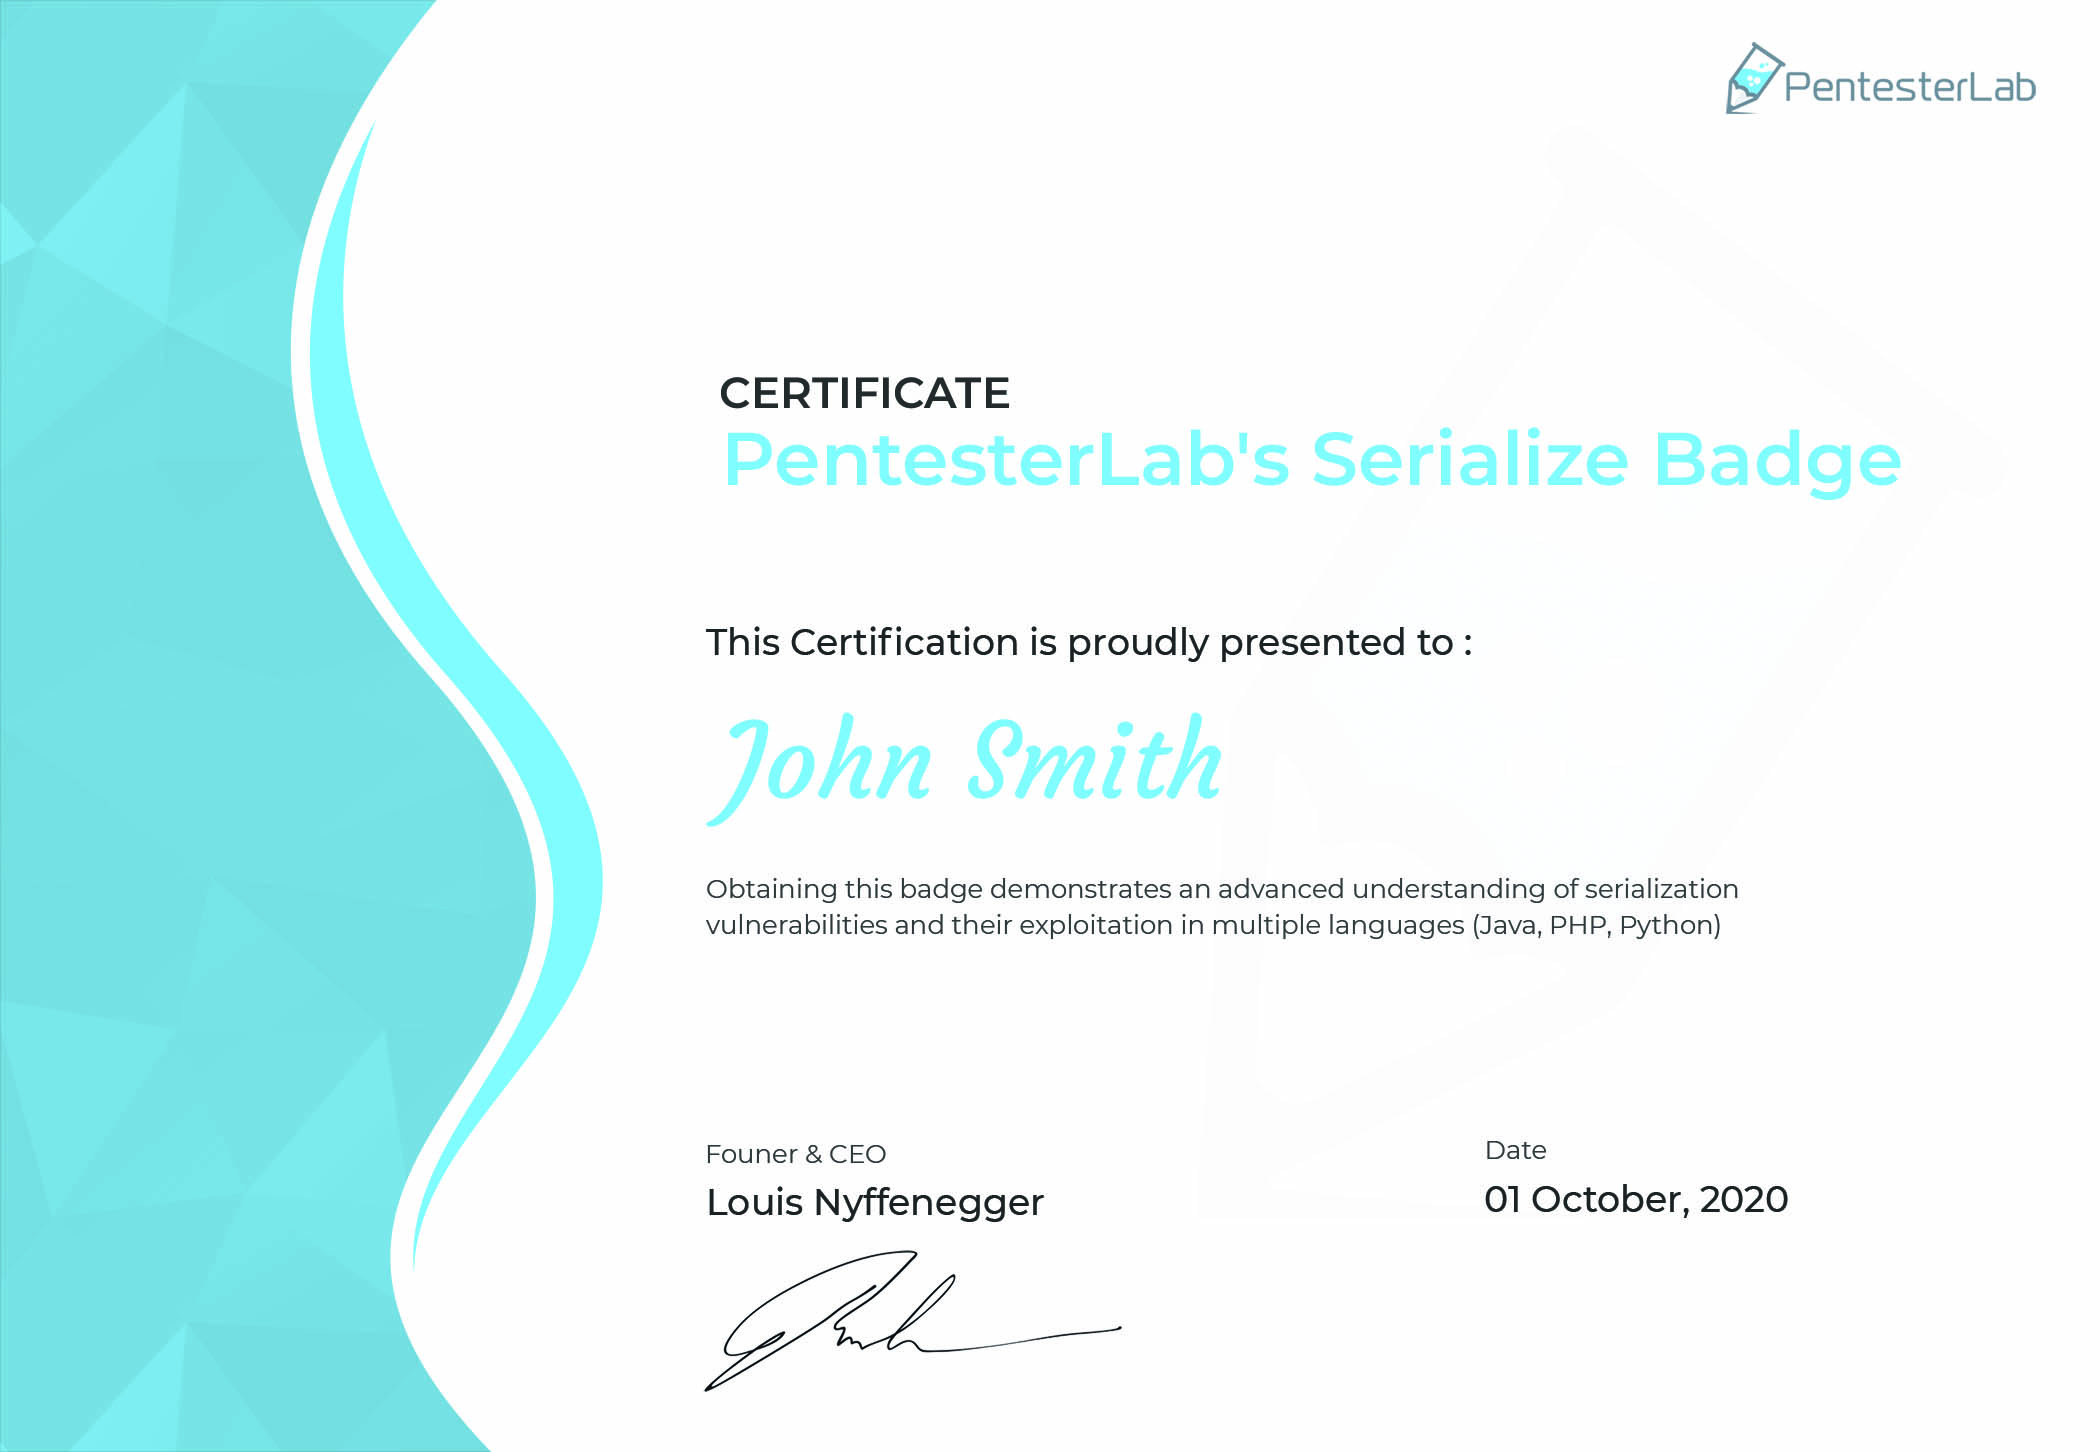 PentesterLab
CERTIFICATE
PentesterLab's Serialize Badge
This Certification is proudly presented to :
John Smith
Obtaining this badge demonstrates an advanced understanding of serialization
vulnerabilities and their exploitation in multiple languages (Java, PHP, Python)
Founer & CEO
Louis Nyffenegger
Date
01 October, 2020